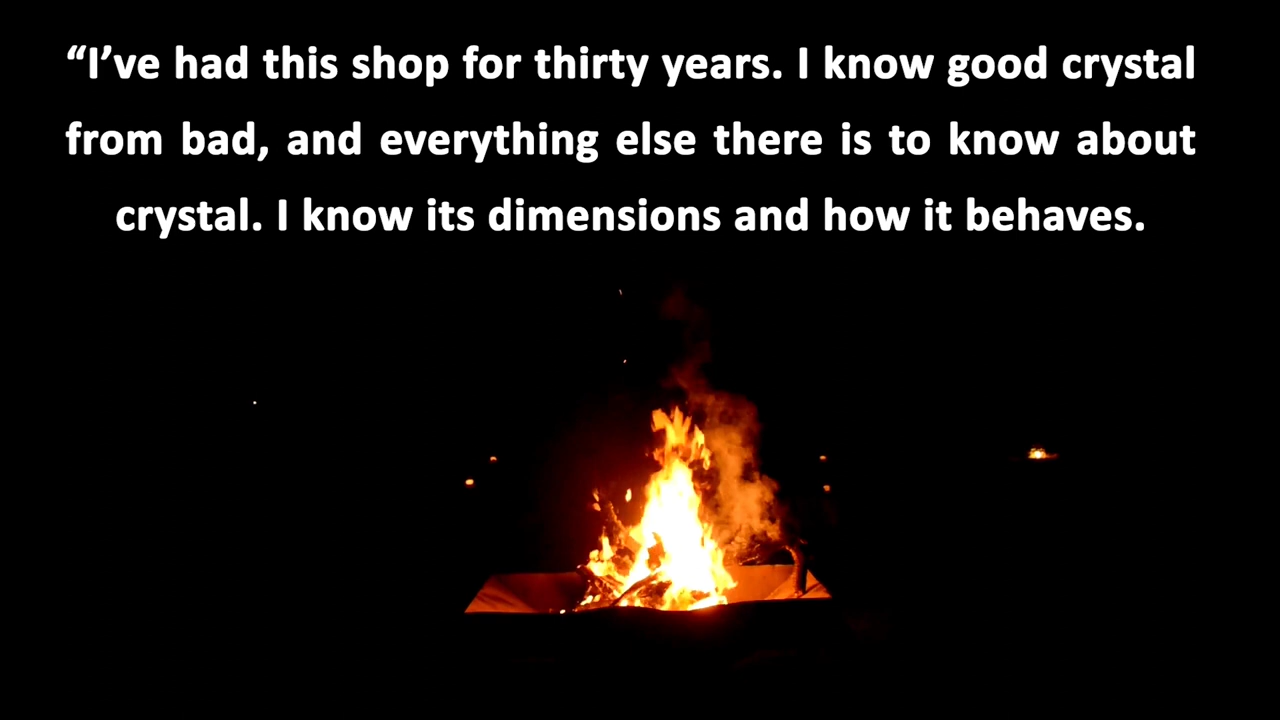 “I’ve had this shop for thirty years. I know good crystal
from bad, and everything else there is to know about
crystal. I know its dimensions and how it behaves.